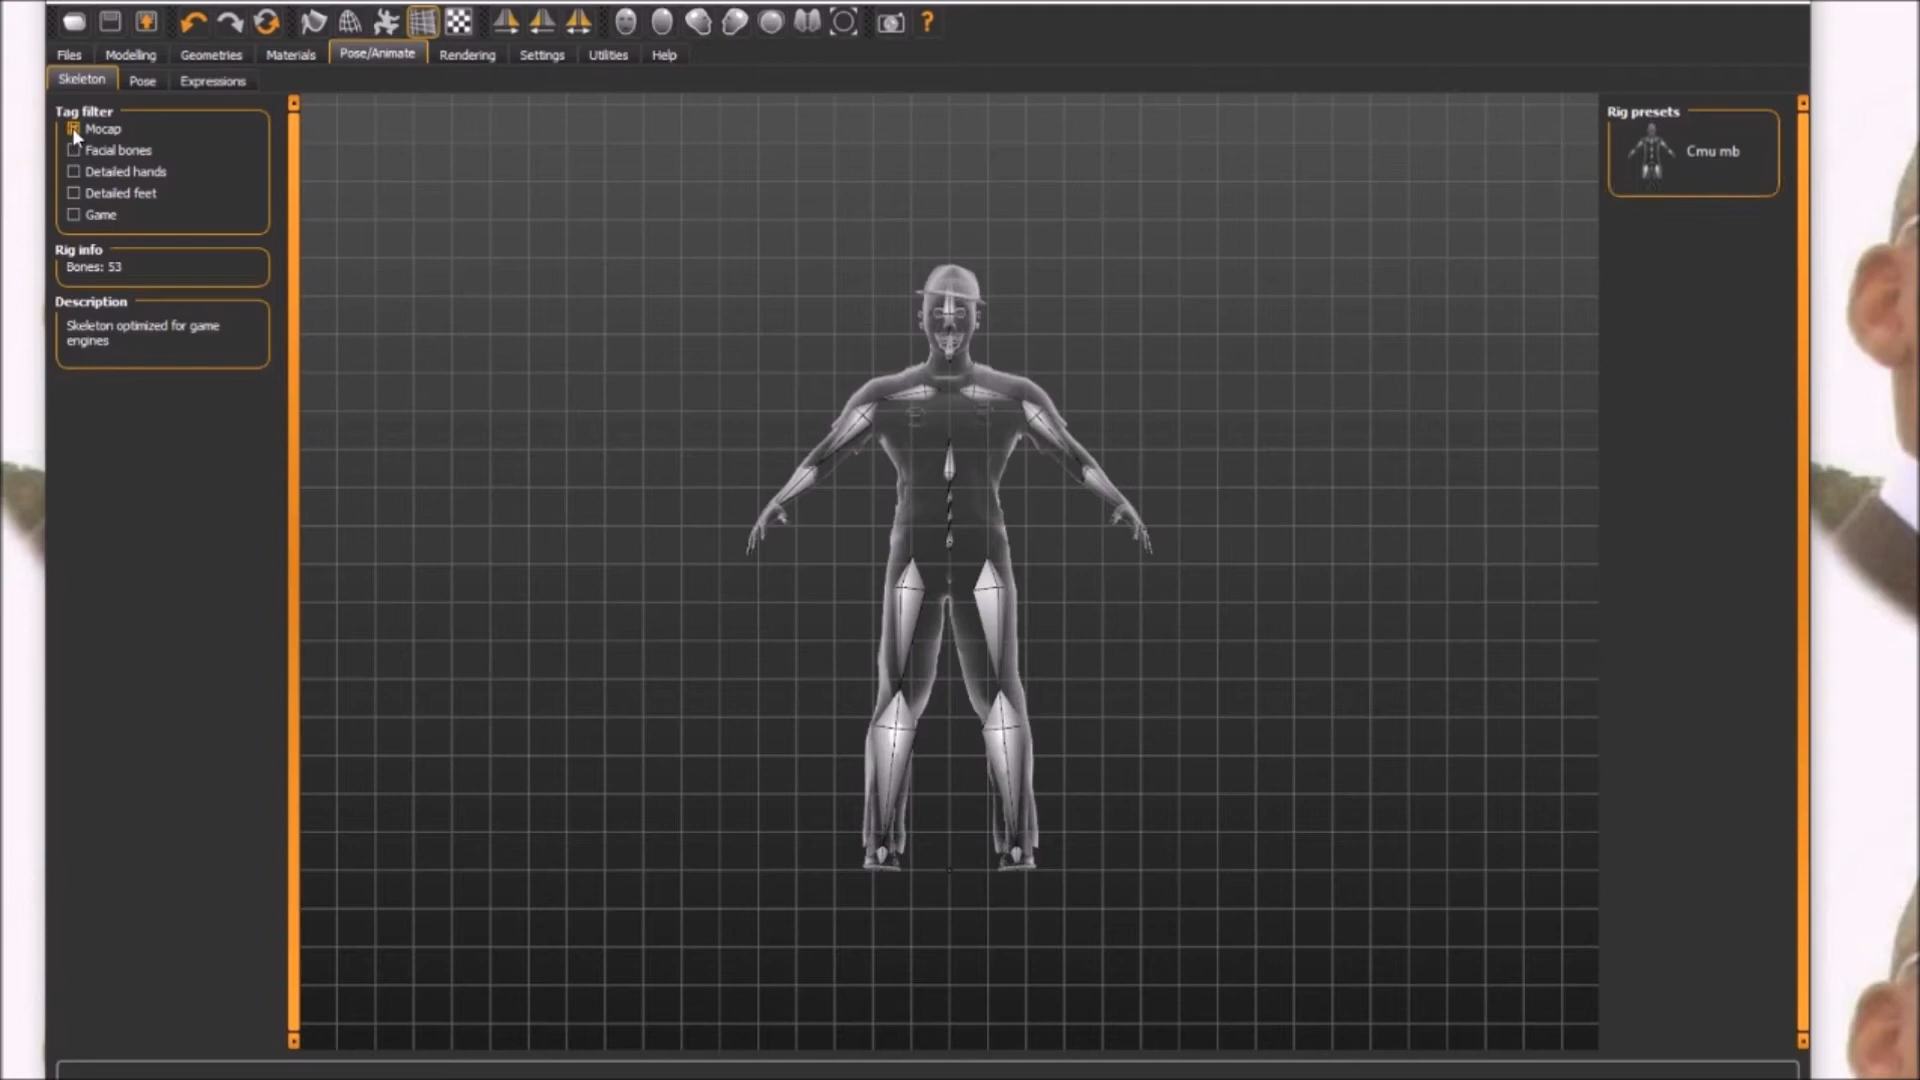 ?
Files Modelling Geometries Materials Pose/Animate Rendering Settings Utilities Help
Skeleton Pose Expressions
Tag filter
Mocap
Facial bones
Detailed hands
Detailed feet
Game
Rig info
Bones: 53
Description
Skeleton optimized for game
engines
Rig presets
Cmu mb